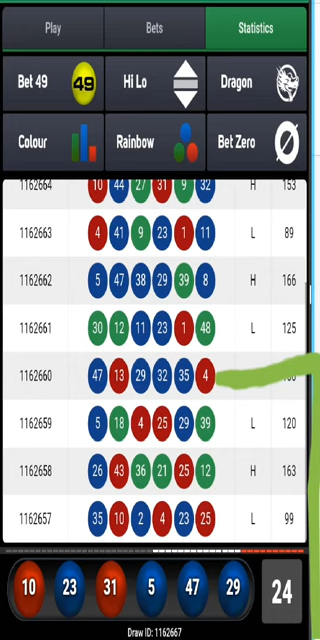 Play Bets Statistics
Bet 49 49 Hi Lo Dragon
Colour Rainbow Bet Zero
1162664 10 44 27 31 9 32 H 153
1162663 4 41 9 23 1 11 L 89
1162662 5 47 38 29 39 8 H 166
1162661 30 12 11 23 1 48 L 125
1162660 47 13 29 32 35 4
1162659 5 18 4 25 29 39 L 120
1162658 26 43 36 21 25 12 H 163
1162657 35 10 2 4 23 25 L 99
10 23 31 5 47 29 24
Draw ID: 1162667